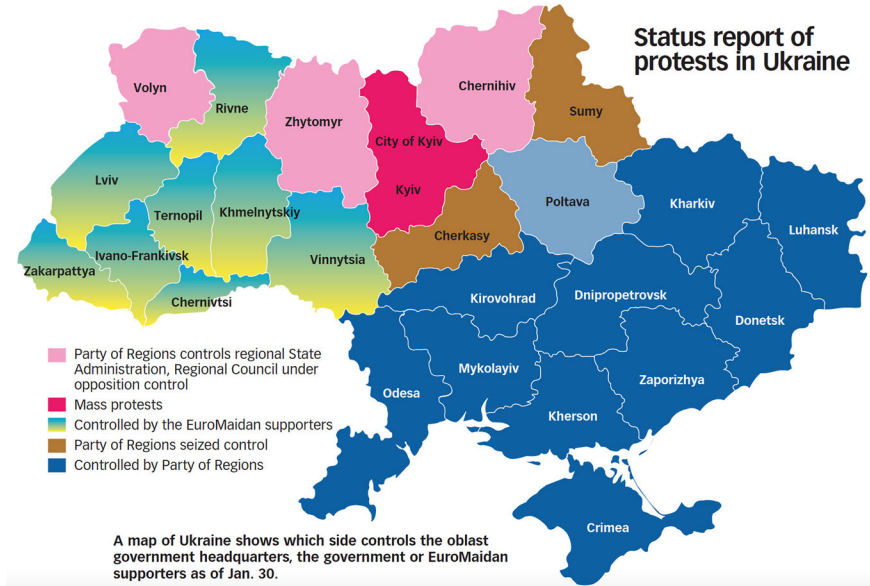 Status report of
protests in Ukraine
Volyn
Rivne
Zhytomyr
Chernihiv
Sumy
City of Kyiv
Kyiv
Lviv
Ternopil
Khmelnytskiy
Poltava
Kharkiv
Luhansk
Cherkasy
Ivano-Frankivsk
Zakarpattya
Vinnytsia
Chernivtsi
Kirovohrad
Dnipropetrovsk
Donetsk
Mykolayiv
Zaporizhya
Odesa
Kherson
Crimea
Party of Regions controls regional State
Administration, Regional Council under
opposition control
Mass protests
Controlled by the EuroMaidan supporters
Party of Regions seized control
Controlled by Party of Regions
A map of Ukraine shows which side controls the oblast
government headquarters, the government or EuroMaidan
supporters as of Jan. 30.